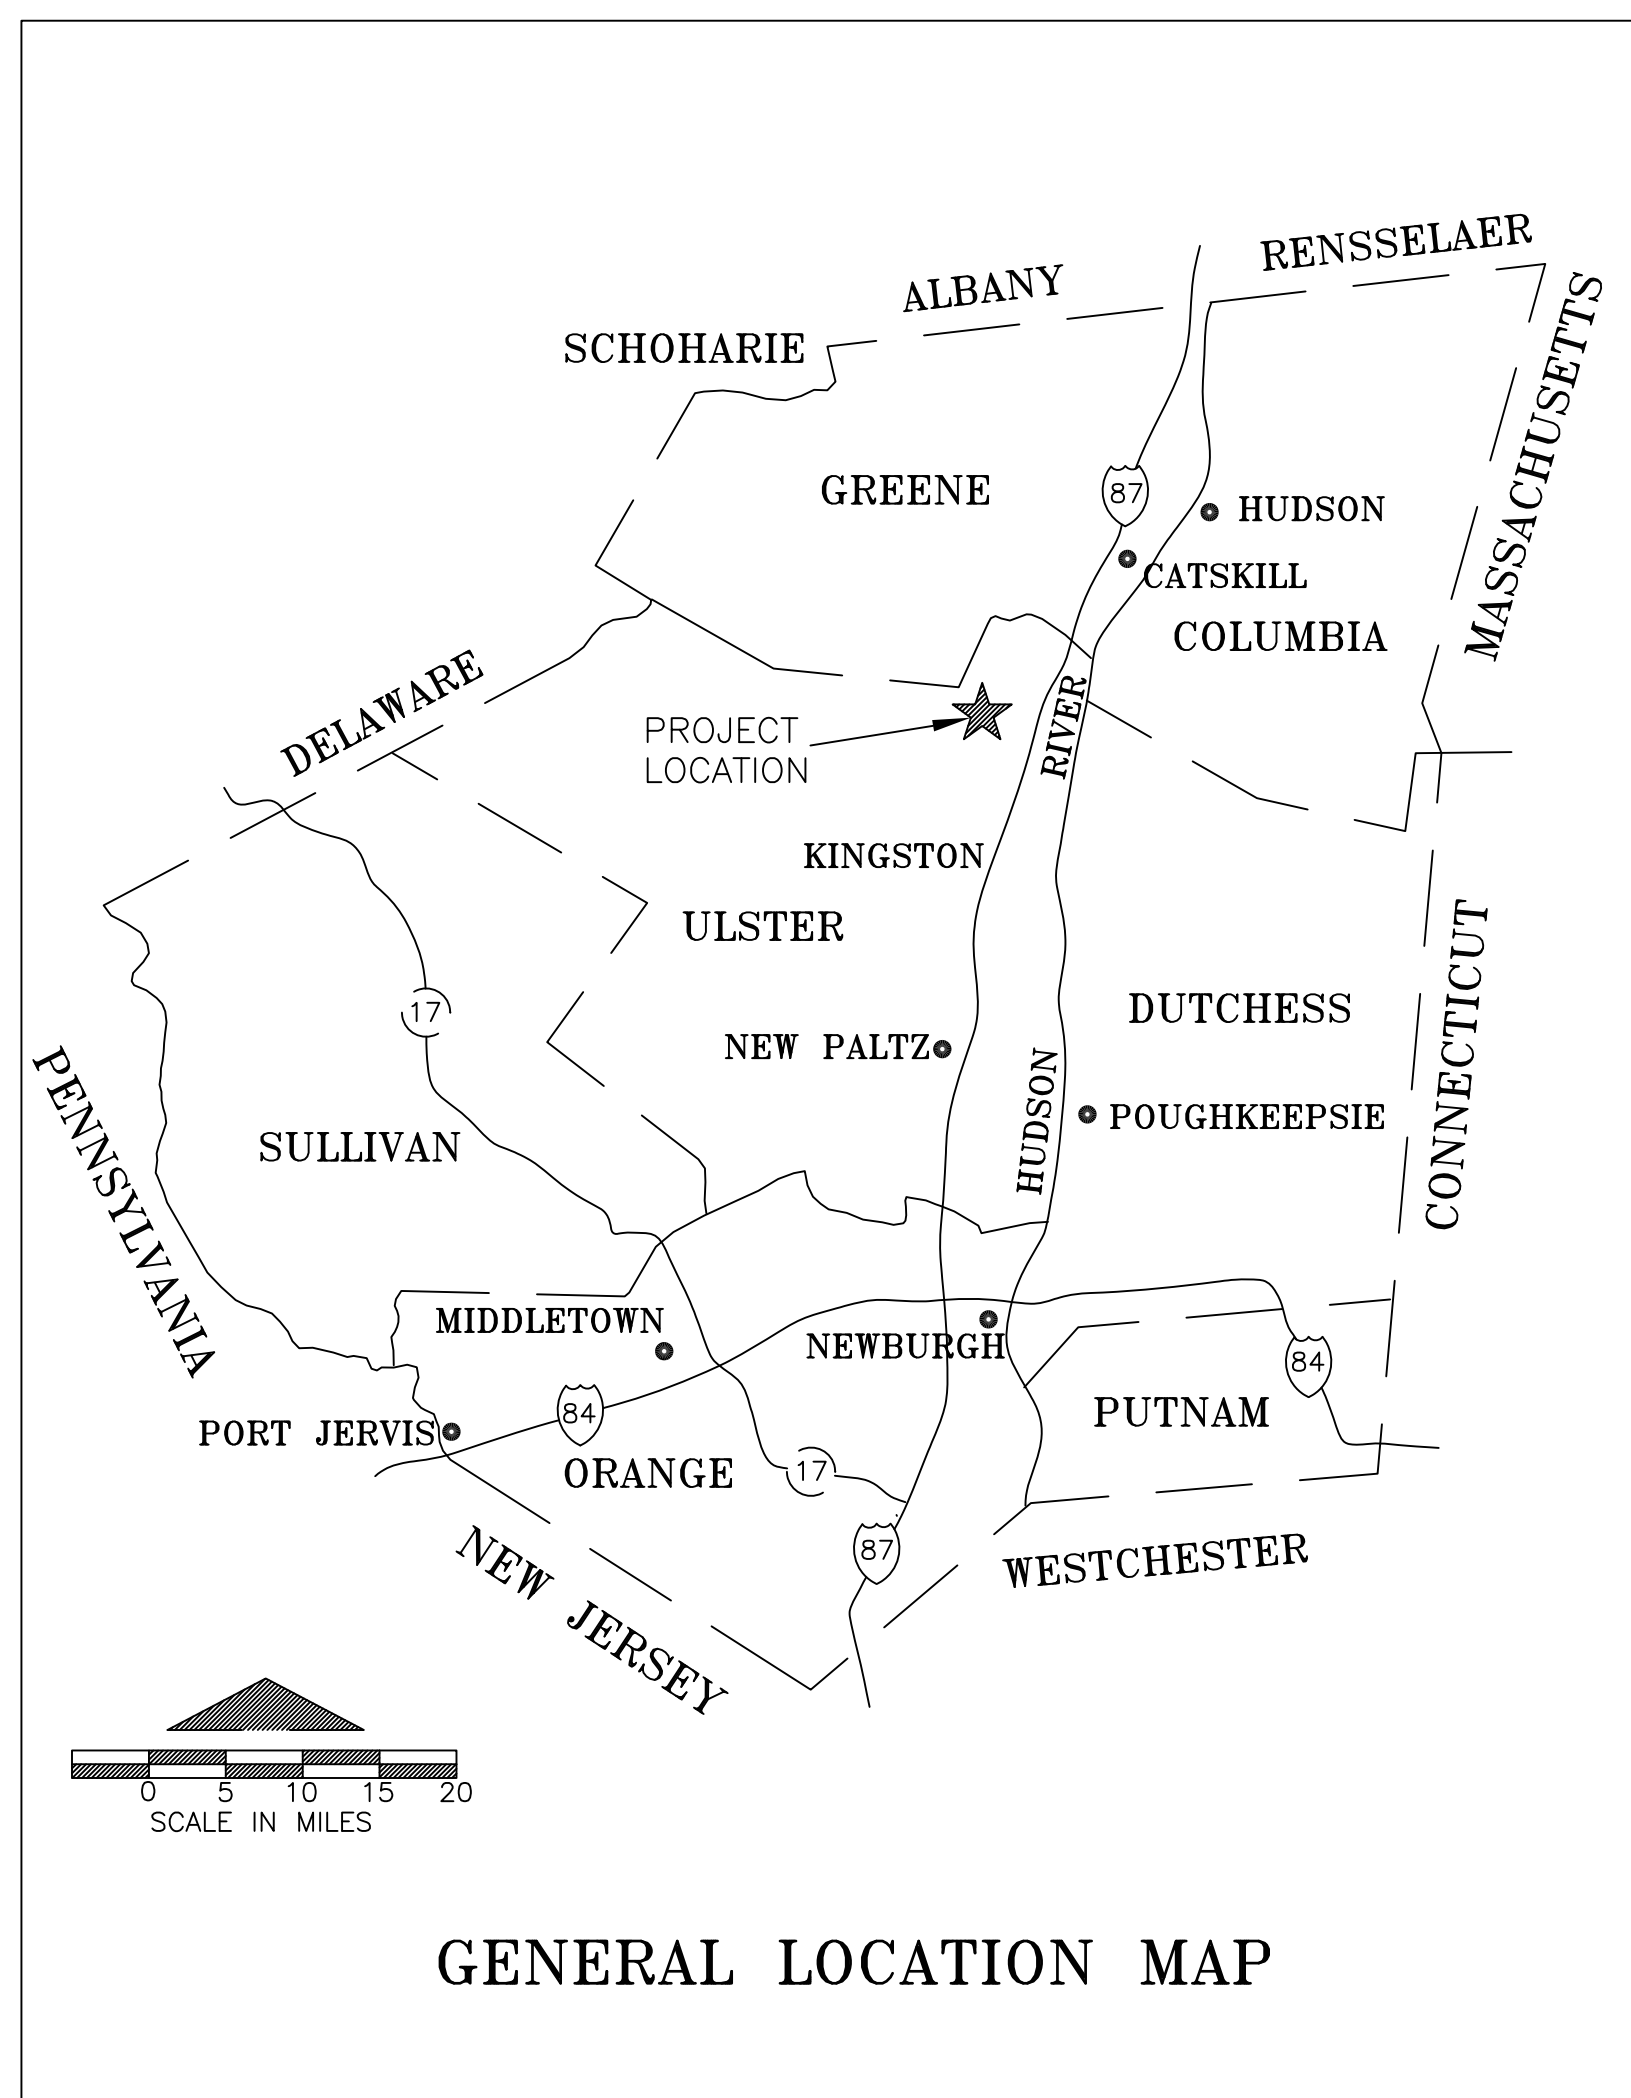 RENSSELAER
ALBANY
SCHOHARIE
MASSACHUSETTS
GREENE
87
HUDSON
CATSKILL
COLUMBIA
DELAWARE
RIVER
PROJECT
LOCATION
KINGSTON
ULSTER
CONNECTICUT
17
DUTCHESS
NEW PALTZ
HUDSON
PENNSYLVANIA
POUGHKEEPSIE
SULLIVAN
MIDDLETOWN
NEWBURGH
84
84
PUTNAM
PORT JERVIS
ORANGE
17
87
NEW JERSEY
WESTCHESTER
0 5 10 15 20
SCALE IN MILES
GENERAL LOCATION MAP